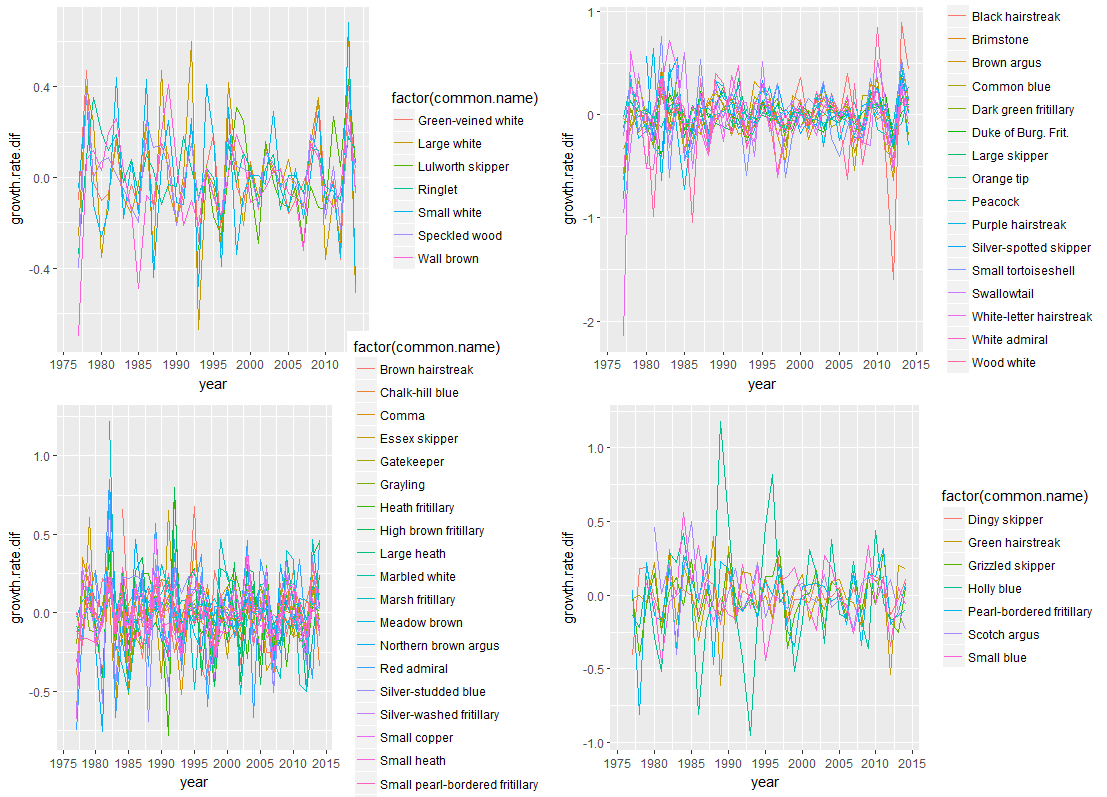 growth.rate.dif
0.4
0.0
-0.4
1975 1980 1985 1990 1995 2000 2005 2010
year
factor(common.name)
Green-veined white
Large white
Lulworth skipper
Ringlet
Small white
Speckled wood
Wall brown
growth.rate.dif
1
0
-1
-2
1975 1980 1985 1990 1995 2000 2005 2010 2015
year
Black hairstreak
Brimstone
Brown argus
Common blue
Dark green fritillary
Duke of Burg. Frit.
Large skipper
Orange tip
Peacock
Purple hairstreak
Silver-spotted skipper
Small tortoiseshell
Swallowtail
White-letter hairstreak
White admiral
Wood white
growth.rate.dif
1.0
0.5
0.0
-0.5
1975 1980 1985 1990 1995 2000 2005 2010 2015
year
factor(common.name)
Brown hairstreak
Chalk-hill blue
Comma
Essex skipper
Gatekeeper
Grayling
Heath fritillary
High brown fritillary
Large heath
Marbled white
Marsh fritillary
Meadow brown
Northern brown argus
Red admiral
Silver-studded blue
Silver-washed fritillary
Small copper
Small heath
Small pearl-bordered fritillary
growth.rate.dif
1.0
0.5
0.0
-0.5
-1.0
1975 1980 1985 1990 1995 2000 2005 2010 2015
year
factor(common.name)
Dingy skipper
Green hairstreak
Grizzled skipper
Holly blue
Pearl-bordered fritillary
Scotch argus
Small blue